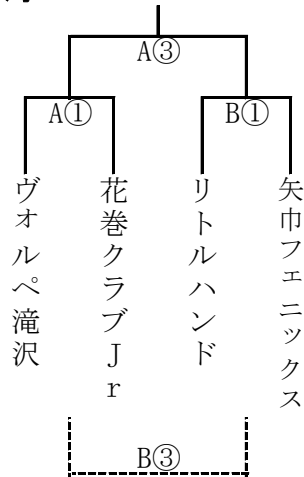 A③
A①
B①
ヴォルペ滝沢
花巻クラブJr
リトルハンド
矢巾フェニックス
B③